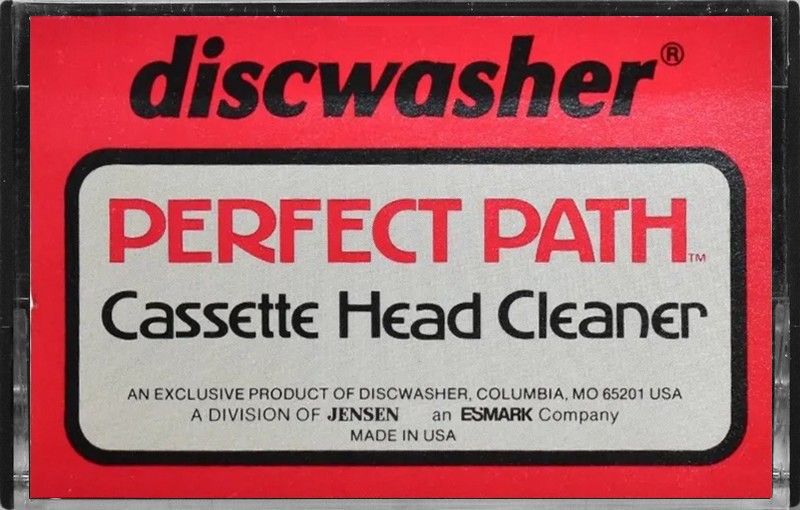 discwasher®
PERFECT PATH™
Cassette Head Cleaner
AN EXCLUSIVE PRODUCT OF DISCWASHER, COLUMBIA, MO 65201 USA
A DIVISION OF JENSEN an ESMARK Company
MADE IN USA